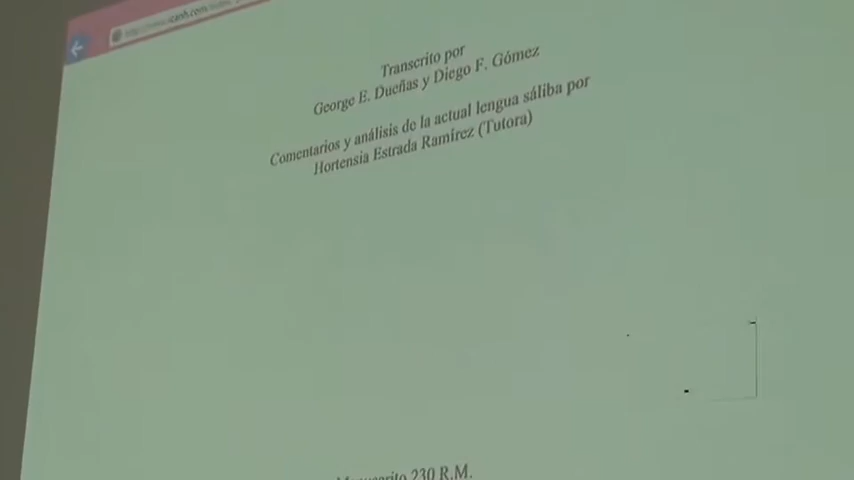 Transcrito por
George E. Dueñas y Diego F. Gómez
Comentarios y análisis de la actual lengua sáliba por
Hortensia Estrada Ramírez (Tutora)
230 R.M.